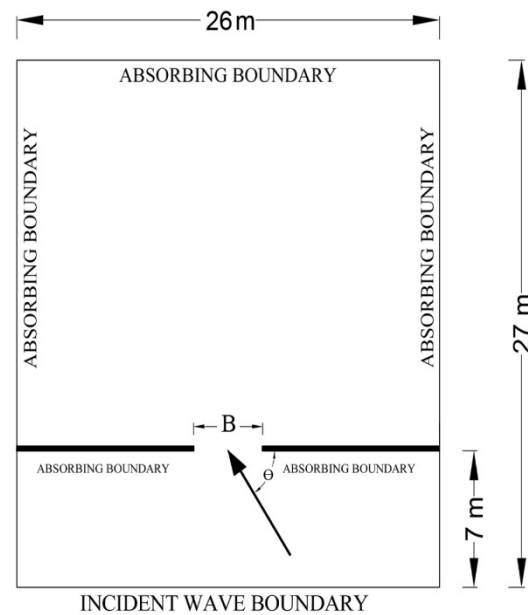 26 m
ABSORBING BOUNDARY
ABSORBING BOUNDARY
ABSORBING BOUNDARY
27 m
B
ABSORBING BOUNDARY
θ
ABSORBING BOUNDARY
7 m
INCIDENT WAVE BOUNDARY